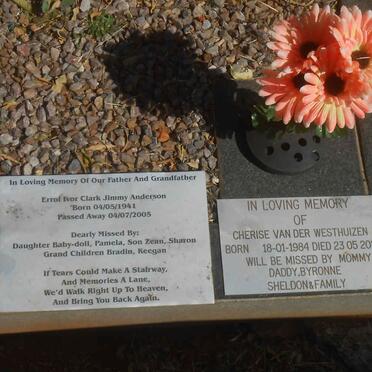 In Loving Memory Of Our Father And Grandfather
Errol Ivor Clark Jimmy Anderson
Born 04/05/1941
Passed Away 04/07/2005
Dearly Missed By:
Daughter Baby-doll, Pamela, Son Zean, Sharon
Grand Children Bradin, Keegan
If Tears Could Make A Stairway,
And Memories A Lane,
We'd Walk Right Up To Heaven,
And Bring You Back Again.
IN LOVING MEMORY
OF
CHERISE VAN DER WESTHUIZEN
BORN 18-01-1984 DIED 23 05
WILL BE MISSED BY MOMMY
DADDY,BYRONNE
SHELDON&FAMILY